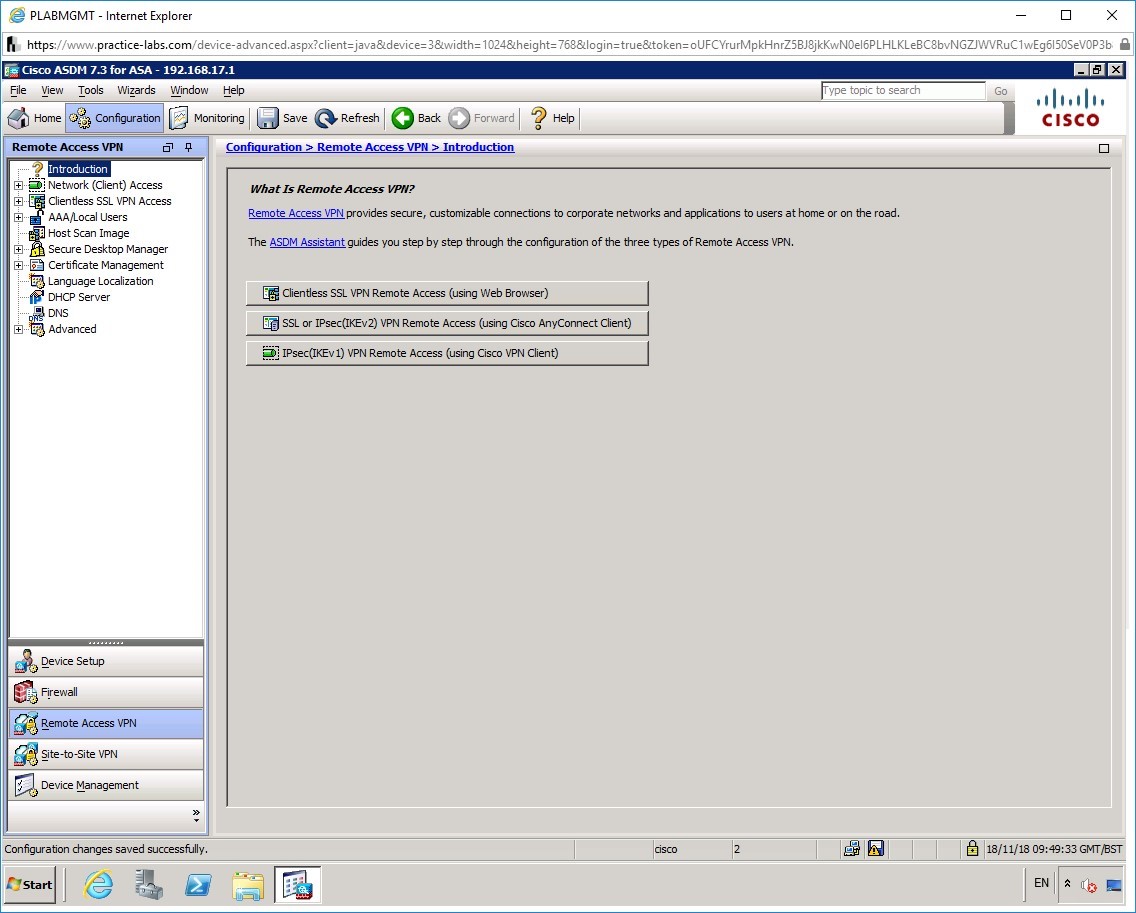 PLABMGMT - Internet Explorer
https://www.practice-labs.com/device-advanced.aspx?client=java&device=3&width=1024&height=768&login=true&token=
Cisco ASDM 7.3 for ASA - 192.168.17.1
File View Tools Wizards Window Help
Type to search
Go
Home Configuration Monitoring Save Refresh Back Forward Help
CISCO
Remote Access VPN
Configuration > Remote Access VPN > Introduction
Introduction
Network (Client) Access
Clientless SSL VPN Access
AAA/Local Users
Host Scan Image
Secure Desktop Manager
Certificate Management
Language Localization
DHCP Server
DNS
Advanced
What Is Remote Access VPN?
Remote Access VPN provides secure, customizable connections to corporate networks and applications to users at home or on the road.
The ASDM Assistant guides you step by step through the configuration of the three types of Remote Access VPN.
Clientless SSL VPN Remote Access (using Web Browser)
SSL or IPsec(IKEv2) VPN Remote Access (using Cisco AnyConnect Client)
IPsec(IKEv1) VPN Remote Access (using Cisco VPN Client)
Device Setup
Firewall
Remote Access VPN
Site-to-Site VPN
Device Management
Configuration changes saved successfully.
cisco
2
18/11/18 09:49:33 GMT/BST
Start
EN